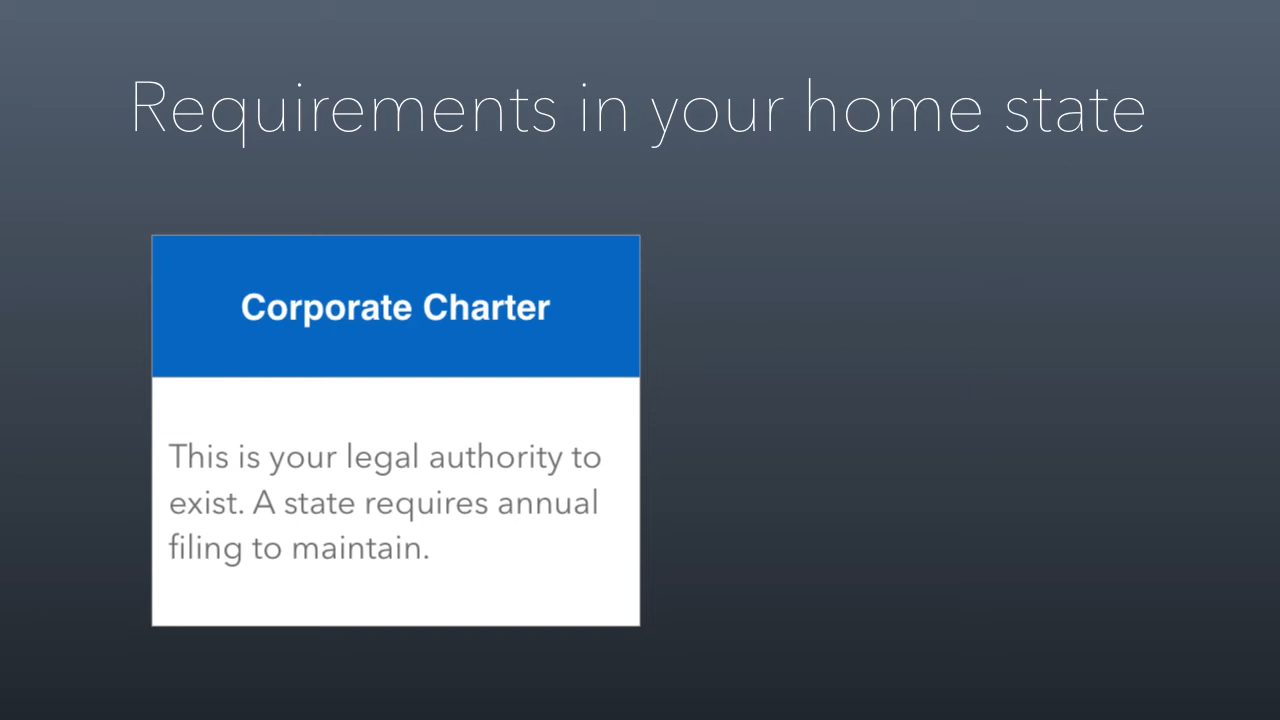 Requirements in your home state
Corporate Charter
This is your legal authority to
exist. A state requires annual
filing to maintain.